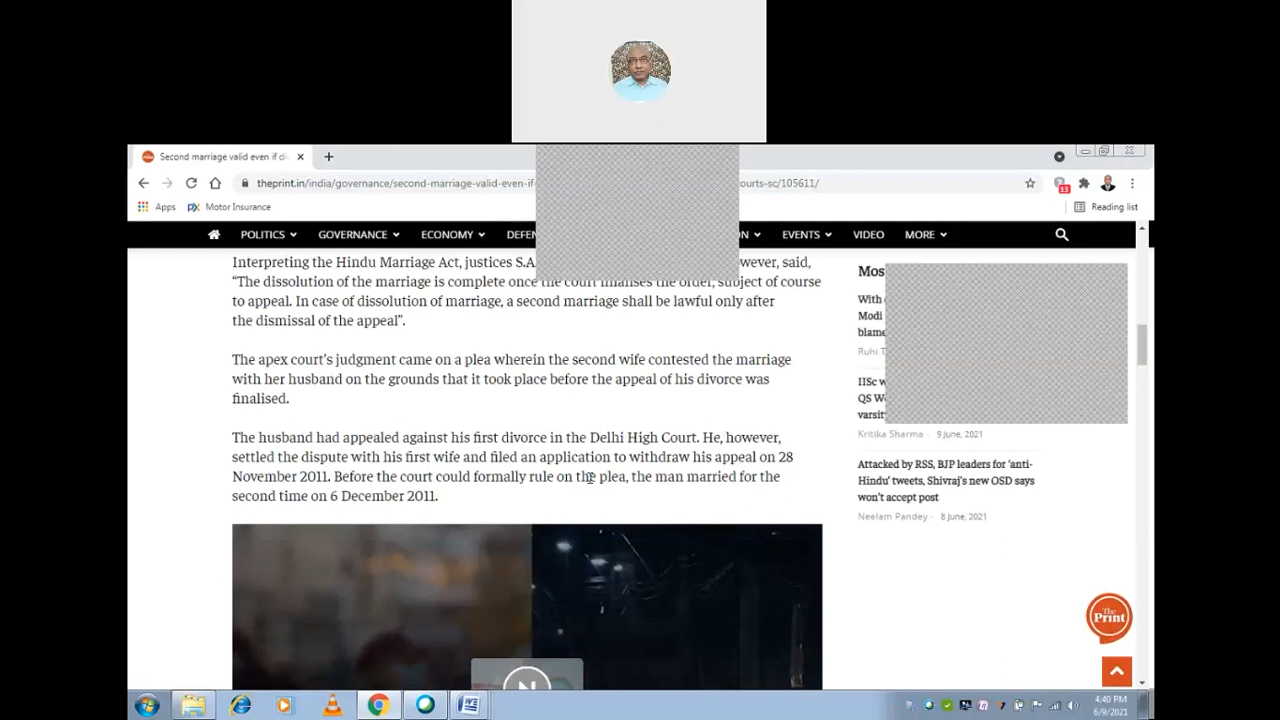 Second marriage valid even if di
theprint.in/india/governance/second-marriage-valid-even-if- ourts-sc/105611/
13
Apps Motor Insurance Reading list
POLITICS GOVERNANCE ECONOMY EVENTS VIDEO MORE
Interpreting the Hindu Marriage Act, justices S.A. said,
“The dissolution of the marriage is complete once the court finalises the order, subject of course
to appeal. In case of dissolution of marriage, a second marriage shall be lawful only after
the dismissal of the appeal”.
The apex court’s judgment came on a plea wherein the second wife contested the marriage
with her husband on the grounds that it took place before the appeal of his divorce was
finalised.
The husband had appealed against his first divorce in the Delhi High Court. He, however,
settled the dispute with his first wife and filed an application to withdraw his appeal on 28
November 2011. Before the court could formally rule on the plea, the man married for the
second time on 6 December 2011.
Mos
With
Modi
blame
Ruhi T
IISc w
QS W
varsit
Kritika Sharma - 9 June, 2021
Attacked by RSS, BJP leaders for ‘anti-
Hindu’ tweets, Shivraj’s new OSD says
won’t accept post
Neelam Pandey - 8 June, 2021
The
Print
4:40 PM
6/9/2021